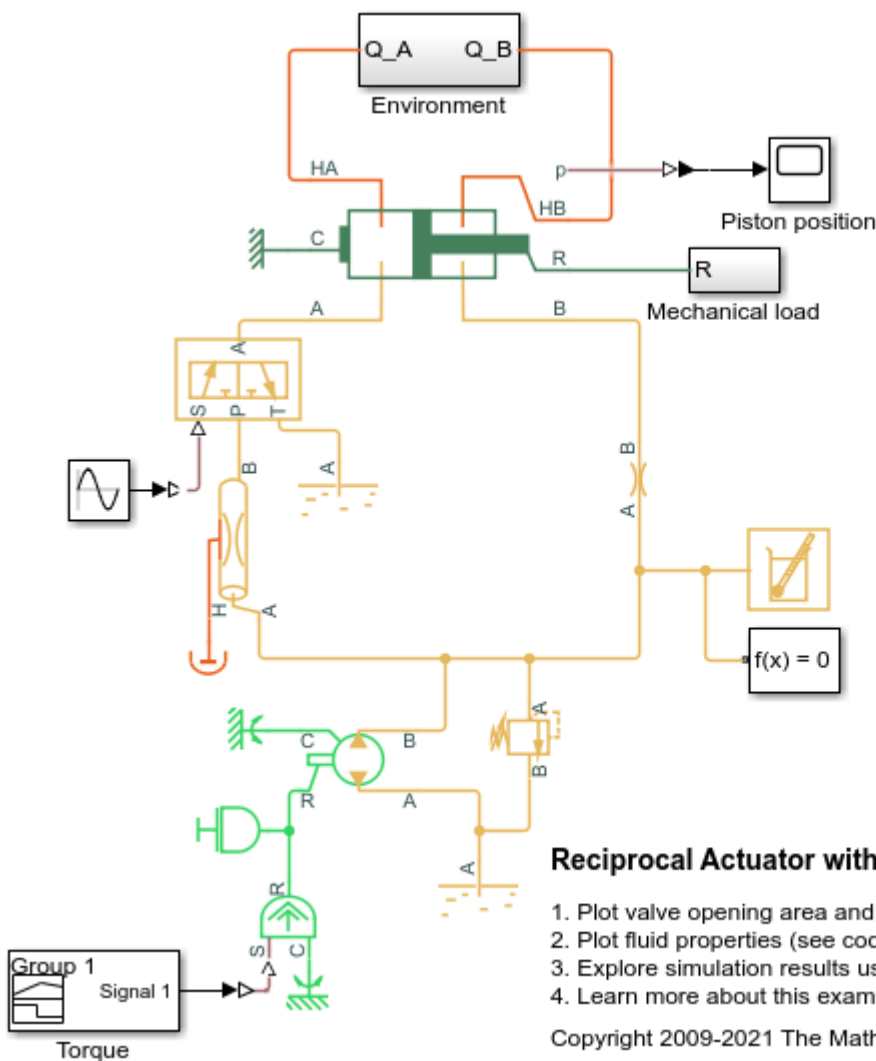 Q_A Q_B
Environment
HA
p
HB
Piston position
C
R
R
Mechanical load
A
B
A
S P T
B
A
B
A
H
A
f(x) = 0
C
B
A
B
R
A
A
R
S
C
Group 1
Signal 1
Torque
Reciprocal Actuator with
1. Plot valve opening area and
2. Plot fluid properties (see coc
3. Explore simulation results us
4. Learn more about this exam
Copyright 2009-2021 The Math